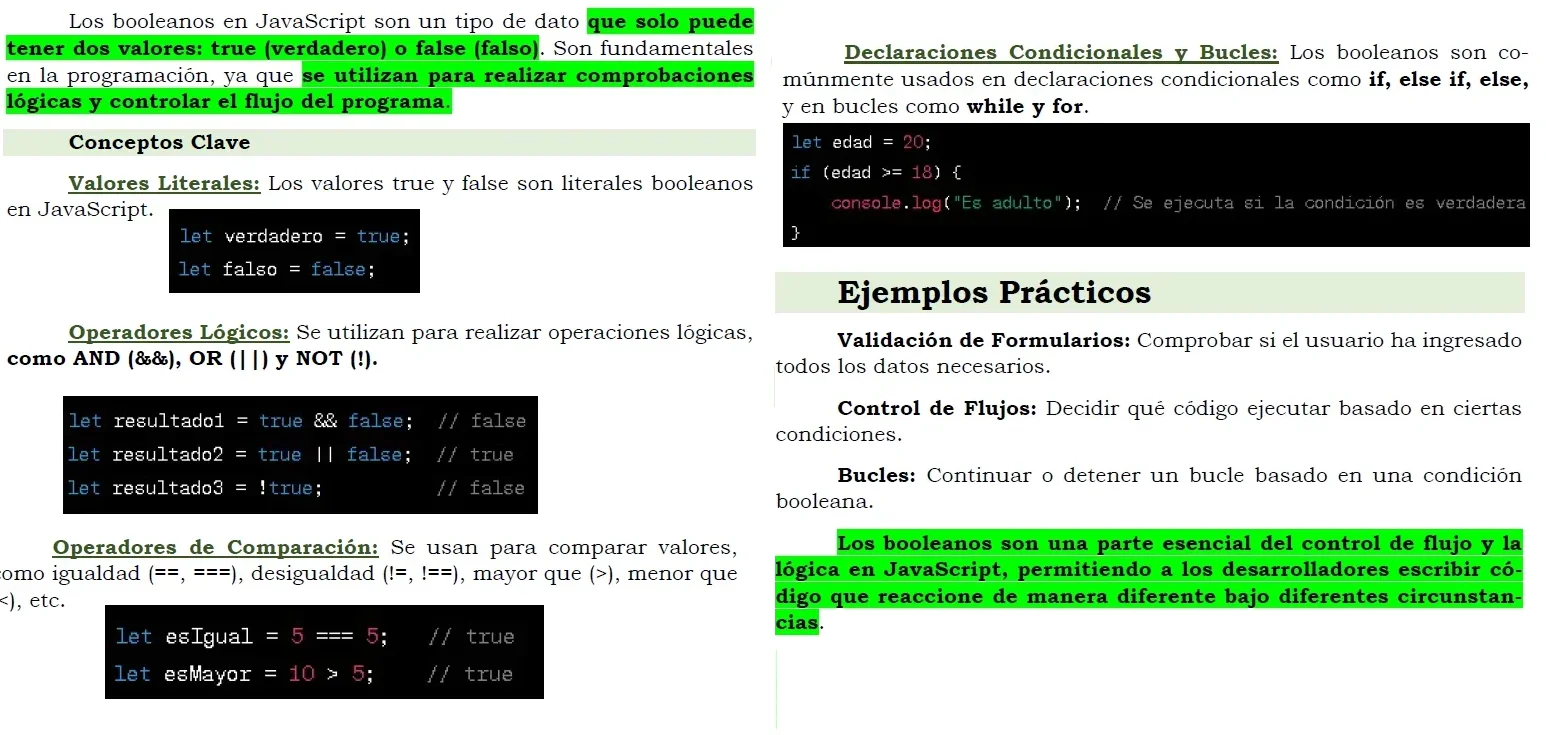 Los booleanos en JavaScript son un tipo de dato que solo puede
tener dos valores: true (verdadero) o false (falso). Son fundamentales
en la programación, ya que se utilizan para realizar comprobaciones
lógicas y controlar el flujo del programa.
Conceptos Clave
Valores Literales: Los valores true y false son literales booleanos
en JavaScript.
let verdadero = true;
let falso = false;
Operadores Lógicos: Se utilizan para realizar operaciones lógicas,
como AND (&&), OR (||) y NOT (!).
let resultado1 = true && false;  // false
let resultado2 = true || false;  // true
let resultado3 = !true;          // false
Operadores de Comparación: Se usan para comparar valores,
como igualdad (==, ===), desigualdad (!=, !==), mayor que (>), menor que
<), etc.
let esIgual = 5 === 5;   // true
let esMayor = 10 > 5;    // true
Declaraciones Condicionales y Bucles: Los booleanos son co-
múnmente usados en declaraciones condicionales como if, else if, else,
y en bucles como while y for.
let edad = 20;
if (edad >= 18) {
    console.log("Es adulto");  // Se ejecuta si la condición es verdadera
}
Ejemplos Prácticos
Validación de Formularios: Comprobar si el usuario ha ingresado
todos los datos necesarios.
Control de Flujos: Decidir qué código ejecutar basado en ciertas
condiciones.
Bucles: Continuar o detener un bucle basado en una condición
booleana.
Los booleanos son una parte esencial del control de flujo y la
lógica en JavaScript, permitiendo a los desarrolladores escribir có-
digo que reaccione de manera diferente bajo diferentes circunstan-
cias.